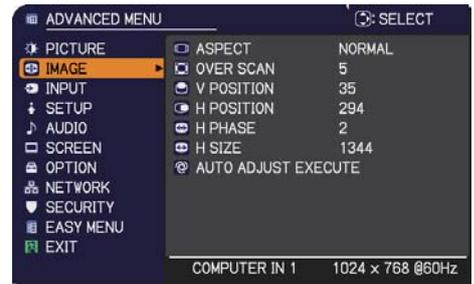 ADVANCED MENU : SELECT
PICTURE
IMAGE
INPUT
SETUP
AUDIO
SCREEN
OPTION
NETWORK
SECURITY
EASY MENU
EXIT
ASPECT NORMAL
OVER SCAN 5
V POSITION 35
H POSITION 294
H PHASE 2
H SIZE 1344
AUTO ADJUST EXECUTE
COMPUTER IN 1 1024 x 768 @60Hz